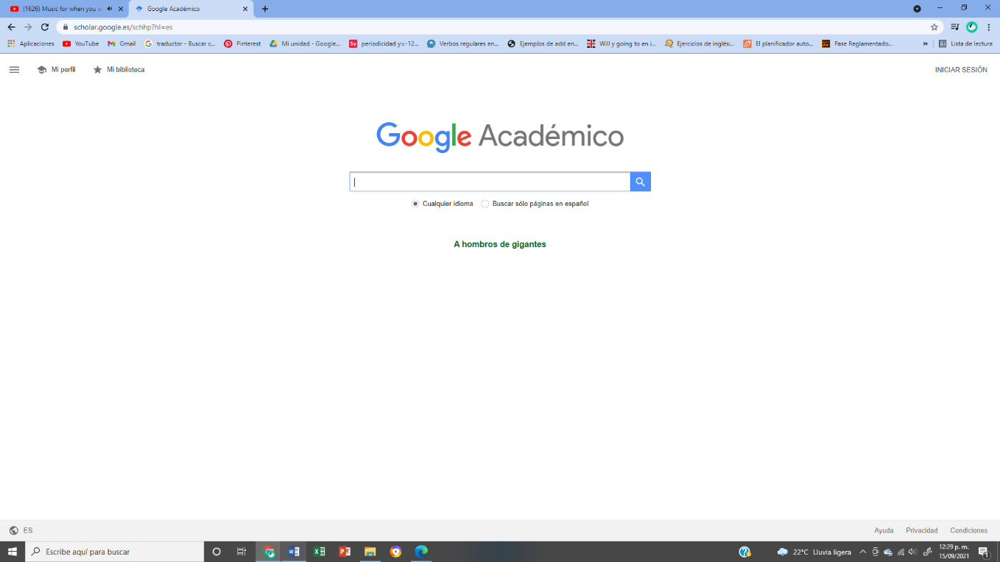 (1626) Music for when you a
Google Académico
scholar.google.es/schhp?hl=es
Aplicaciones YouTube Gmail traductor - Buscar c... Pinterest Mi unidad - Google... Sy periodicidad y=-12... Verbos regulares en... Ejemplos de add en... Will y going to en i... Ejercicios de inglés:... El planificador auto... Pase Reglamentado... » Lista de lectura
Mi perfil Mi biblioteca INICIAR SESIÓN
Google Académico
Cualquier idioma Buscar sólo páginas en español
A hombros de gigantes
ES Ayuda Privacidad Condiciones
Escribe aquí para buscar
22°C Lluvia ligera
12:29 p. m.
15/09/2021
1